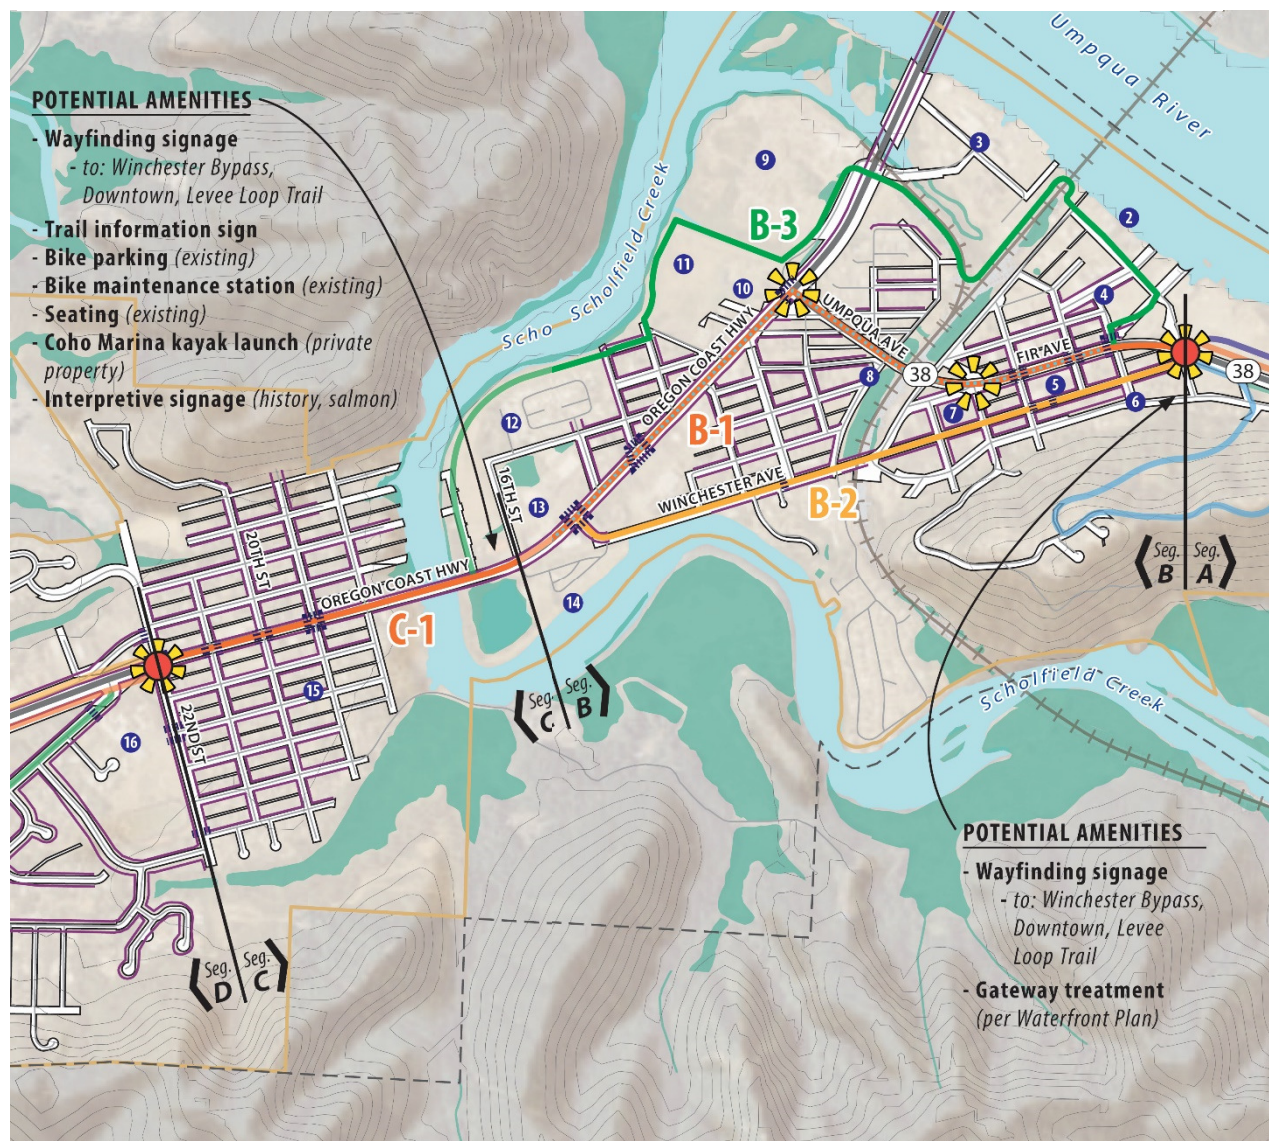 POTENTIAL AMENITIES
- Wayfinding signage
- to: Winchester Bypass,
Downtown, Levee Loop Trail
- Trail information sign
- Bike parking (existing)
- Bike maintenance station (existing)
- Seating (existing)
- Coho Marina kayak launch (private
property)
- Interpretive signage (history, salmon)
Umpqua River
Scho Scholfield Creek
9
3
2
B-3
11
10
4
UMPQUA AVE
OREGON COAST HWY
FIR AVE
38
38
8
5
7
6
12
B-1
WINCHESTER AVE
B-2
16TH ST
13
20TH ST
OREGON COAST HWY
C-1
14
Seg. B
Seg. A
15
22ND ST
16
Seg. C
Seg. B
Scholfield Creek
Seg. D
Seg. C
POTENTIAL AMENITIES
- Wayfinding signage
- to: Winchester Bypass,
Downtown, Levee
Loop Trail
- Gateway treatment
(per Waterfront Plan)